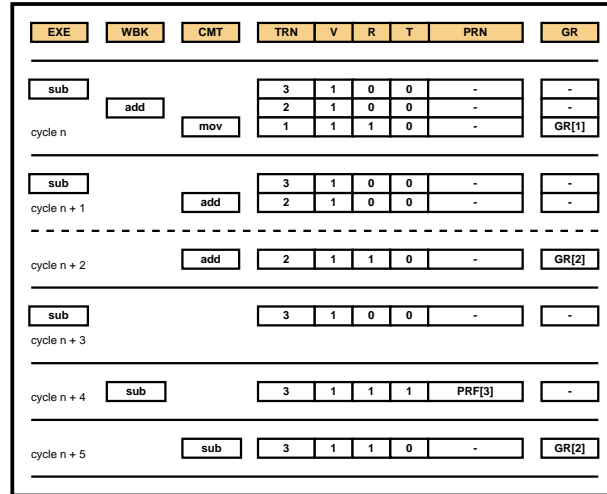 EXE WBK CMT TRN V R T PRN GR
sub 3 1 0 0 - -
add 2 1 0 0 - -
cycle n mov 1 1 1 0 - GR[1]
sub 3 1 0 0 - -
cycle n + 1 add 2 1 0 0 - -
cycle n + 2 add 2 1 1 0 - GR[2]
sub 3 1 0 0 - -
cycle n + 3
cycle n + 4 sub 3 1 1 1 PRF[3] -
cycle n + 5 sub 3 1 1 0 - GR[2]